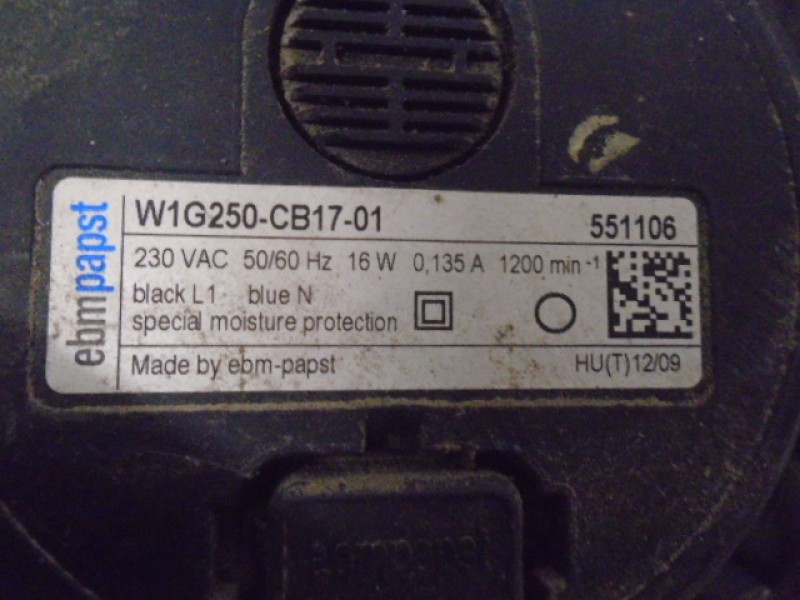 ebmpapst
W1G250-CB17-01 551106
230 VAC 50/60 Hz 16 W 0,135 A 1200 min⁻¹
black L1 blue N
special moisture protection
Made by ebm-papst HU(T)12/09
ebmpapst